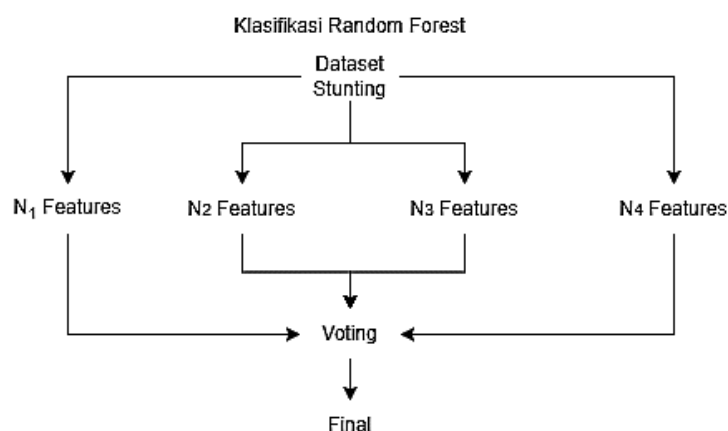 Klasifikasi Random Forest
Dataset
Stunting
N₁ Features
N2 Features
N3 Features
N4 Features
Voting
Final